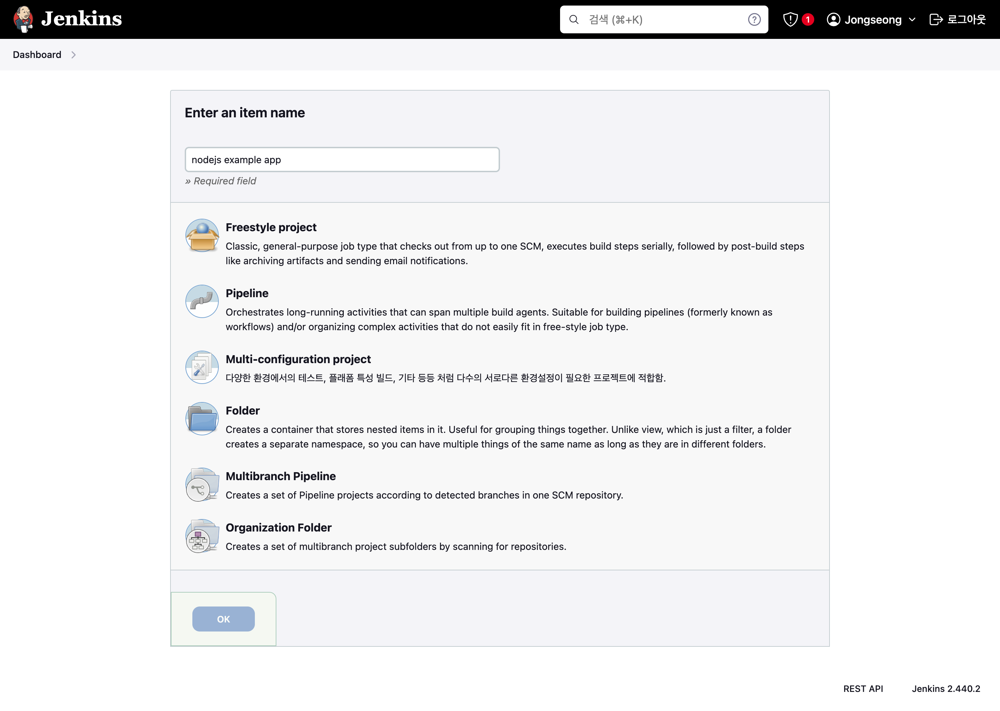 Jenkins
검색 (⌘+K)
1
Jongseong
로그아웃
Dashboard
Enter an item name
nodejs example app
» Required field
Freestyle project
Classic, general-purpose job type that checks out from up to one SCM, executes build steps serially, followed by post-build steps
like archiving artifacts and sending email notifications.
Pipeline
Orchestrates long-running activities that can span multiple build agents. Suitable for building pipelines (formerly known as
workflows) and/or organizing complex activities that do not easily fit in free-style job type.
Multi-configuration project
다양한 환경에서의 테스트, 플래폼 특성 빌드, 기타 등등 처럼 다수의 서로다른 환경설정이 필요한 프로젝트에 적합함.
Folder
Creates a container that stores nested items in it. Useful for grouping things together. Unlike view, which is just a filter, a folder
creates a separate namespace, so you can have multiple things of the same name as long as they are in different folders.
Multibranch Pipeline
Creates a set of Pipeline projects according to detected branches in one SCM repository.
Organization Folder
Creates a set of multibranch project subfolders by scanning for repositories.
OK
REST API
Jenkins 2.440.2